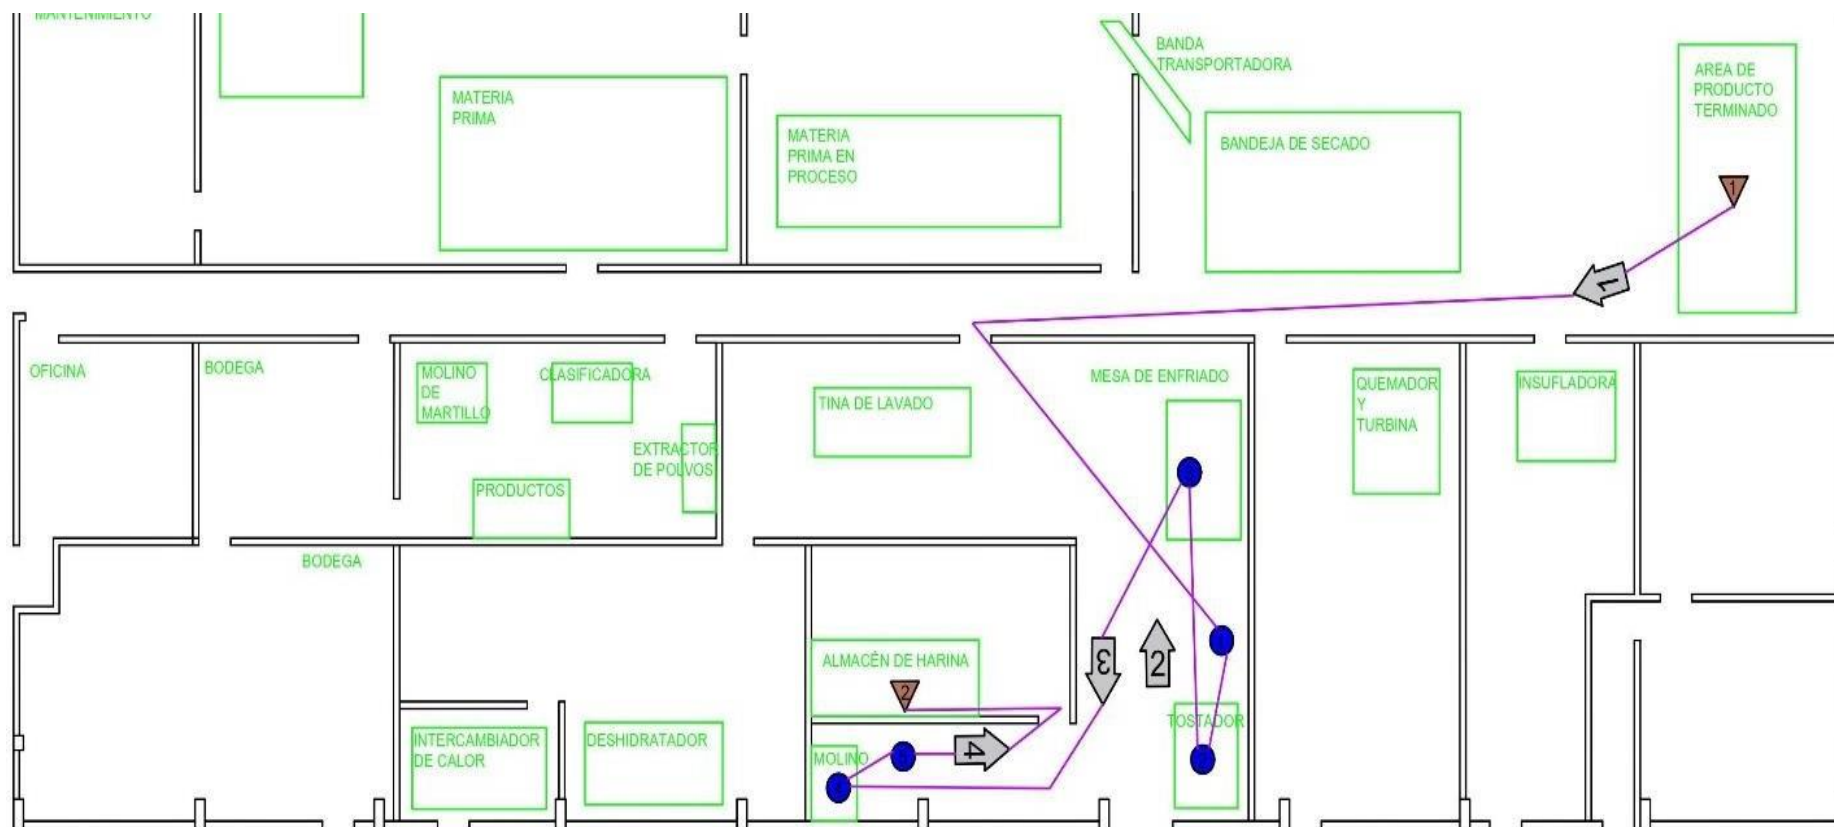 MANTENIMIENTO
BANDA
TRANSPORTADORA
AREA DE
PRODUCTO
TERMINADO
MATERIA
PRIMA
MATERIA
PRIMA EN
PROCESO
BANDEJA DE SECADO
1
1
OFICINA
BODEGA
MOLINO
DE
MARTILLO
CLASIFICADORA
TINA DE LAVADO
MESA DE ENFRIADO
QUEMADOR
Y
TURBINA
INSUFLADORA
EXTRACTOR
DE POLVOS
PRODUCTOS
BODEGA
ALMACÉN DE HARINA
3
2
2
TOSTADOR
INTERCAMBIADOR
DE CALOR
DESHIDRATADOR
MOLINO
4